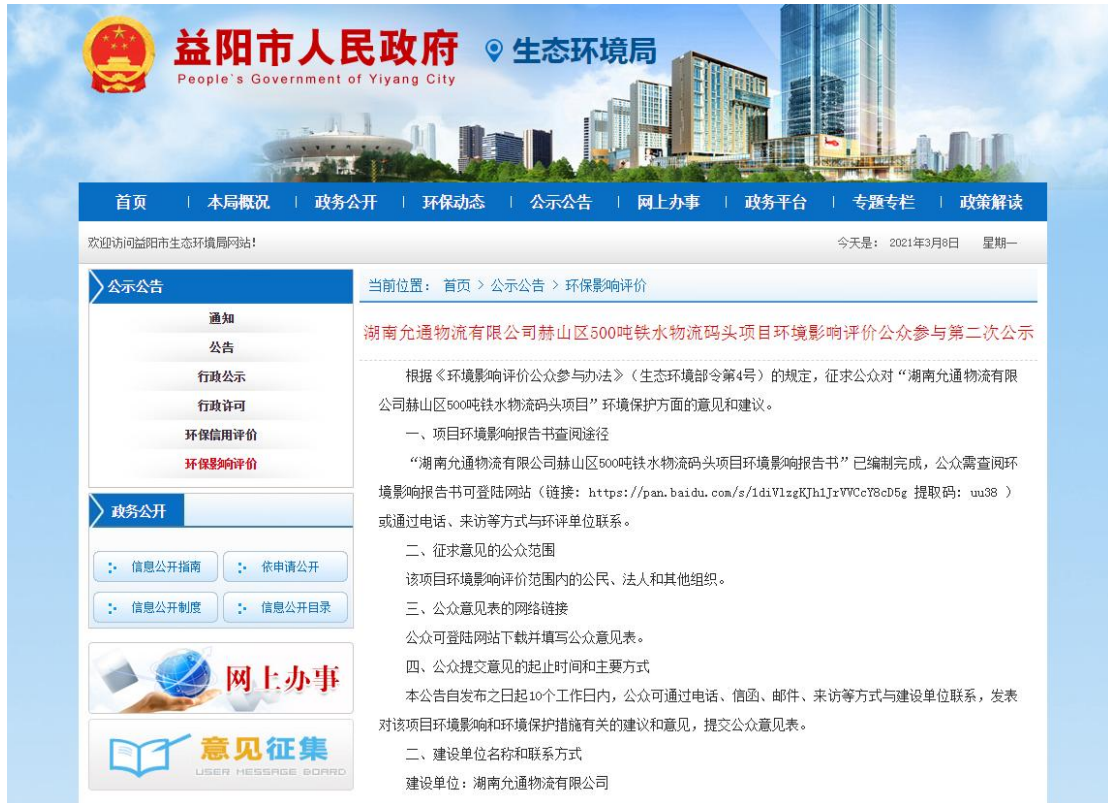 益阳市人民政府
生态环境局
People's Government of Yiyang City
首页 | 本局概况 | 政务公开 | 环保动态 | 公示公告 | 网上办事 | 政务平台 | 专题专栏 | 政策解读
欢迎访问益阳市生态环境局网站!
今天是: 2021年3月8日 星期一
公示公告
通知
公告
行政公示
行政许可
环保信用评价
环保影响评价
政务公开
信息公开指南
依申请公开
信息公开制度
信息公开目录
网上办事
意见征集
USER MESSAGE BOARD
当前位置: 首页 > 公示公告 > 环保影响评价
湖南允通物流有限公司赫山区500吨铁水物流码头项目环境影响评价公众参与第二次公示
根据《环境影响评价公众参与办法》（生态环境部令第4号）的规定，征求公众对“湖南允通物流有限
公司赫山区500吨铁水物流码头项目”环境保护方面的意见和建议。
一、项目环境影响报告书查阅途径
“湖南允通物流有限公司赫山区500吨铁水物流码头项目环境影响报告书”已编制完成，公众需查阅环
境影响报告书可登陆网站（链接: https://pan.baidu.com/s/1diVlzgKJh1JrVVCcY8cD5g 提取码: uu38 ）
或通过电话、来访等方式与环评单位联系。
二、征求意见的公众范围
该项目环境影响评价范围内的公民、法人和其他组织。
三、公众意见表的网络链接
公众可登陆网站下载并填写公众意见表。
四、公众提交意见的起止时间和主要方式
本公告自发布之日起10个工作日内，公众可通过电话、信函、邮件、来访等方式与建设单位联系，发表
对该项目环境影响和环境保护措施有关的建议和意见，提交公众意见表。
二、建设单位名称和联系方式
建设单位: 湖南允通物流有限公司